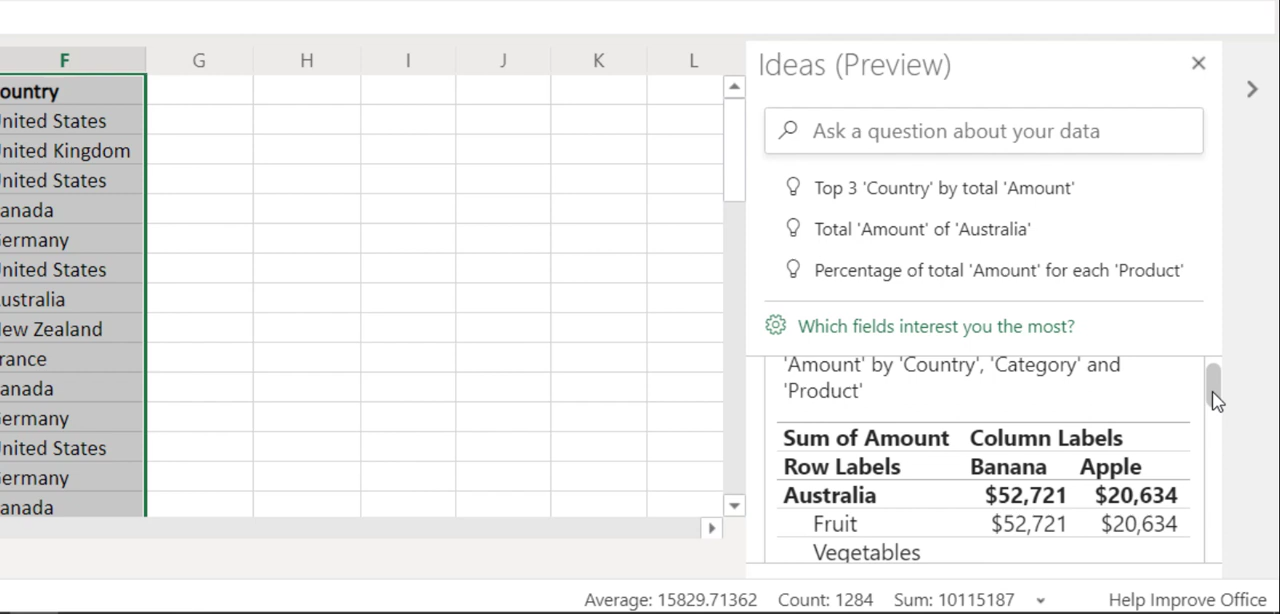 F G H I J K L
ountry
nited States
nited Kingdom
nited States
anada
ermany
nited States
ustralia
ew Zealand
rance
anada
ermany
nited States
ermany
anada
Ideas (Preview)
Ask a question about your data
Top 3 'Country' by total 'Amount'
Total 'Amount' of 'Australia'
Percentage of total 'Amount' for each 'Product'
Which fields interest you the most?
'Amount' by 'Country', 'Category' and
'Product'
Sum of Amount Column Labels
Row Labels Banana Apple
Australia $52,721 $20,634
Fruit $52,721 $20,634
Vegetables
Average: 15829.71362 Count: 1284 Sum: 10115187 Help Improve Office